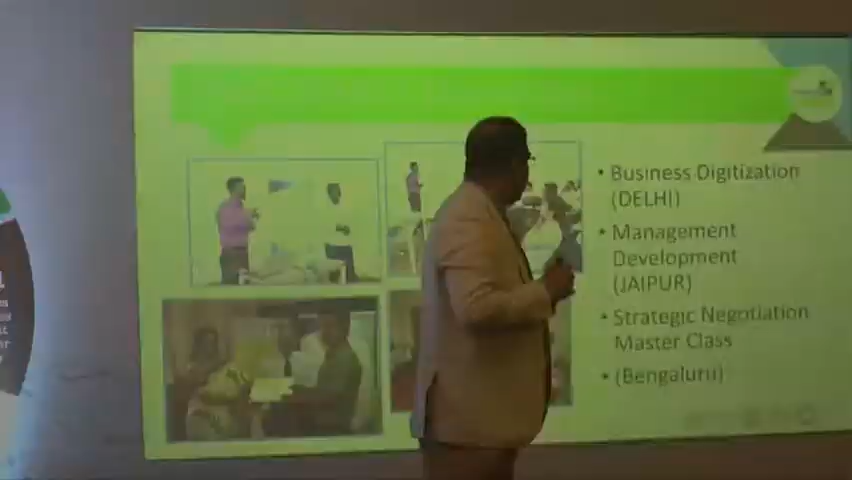 • Business Digitization
(DELHI)
• Management
Development
(JAIPUR)
• Strategic Negotiation
Master Class
• (Bengaluru)